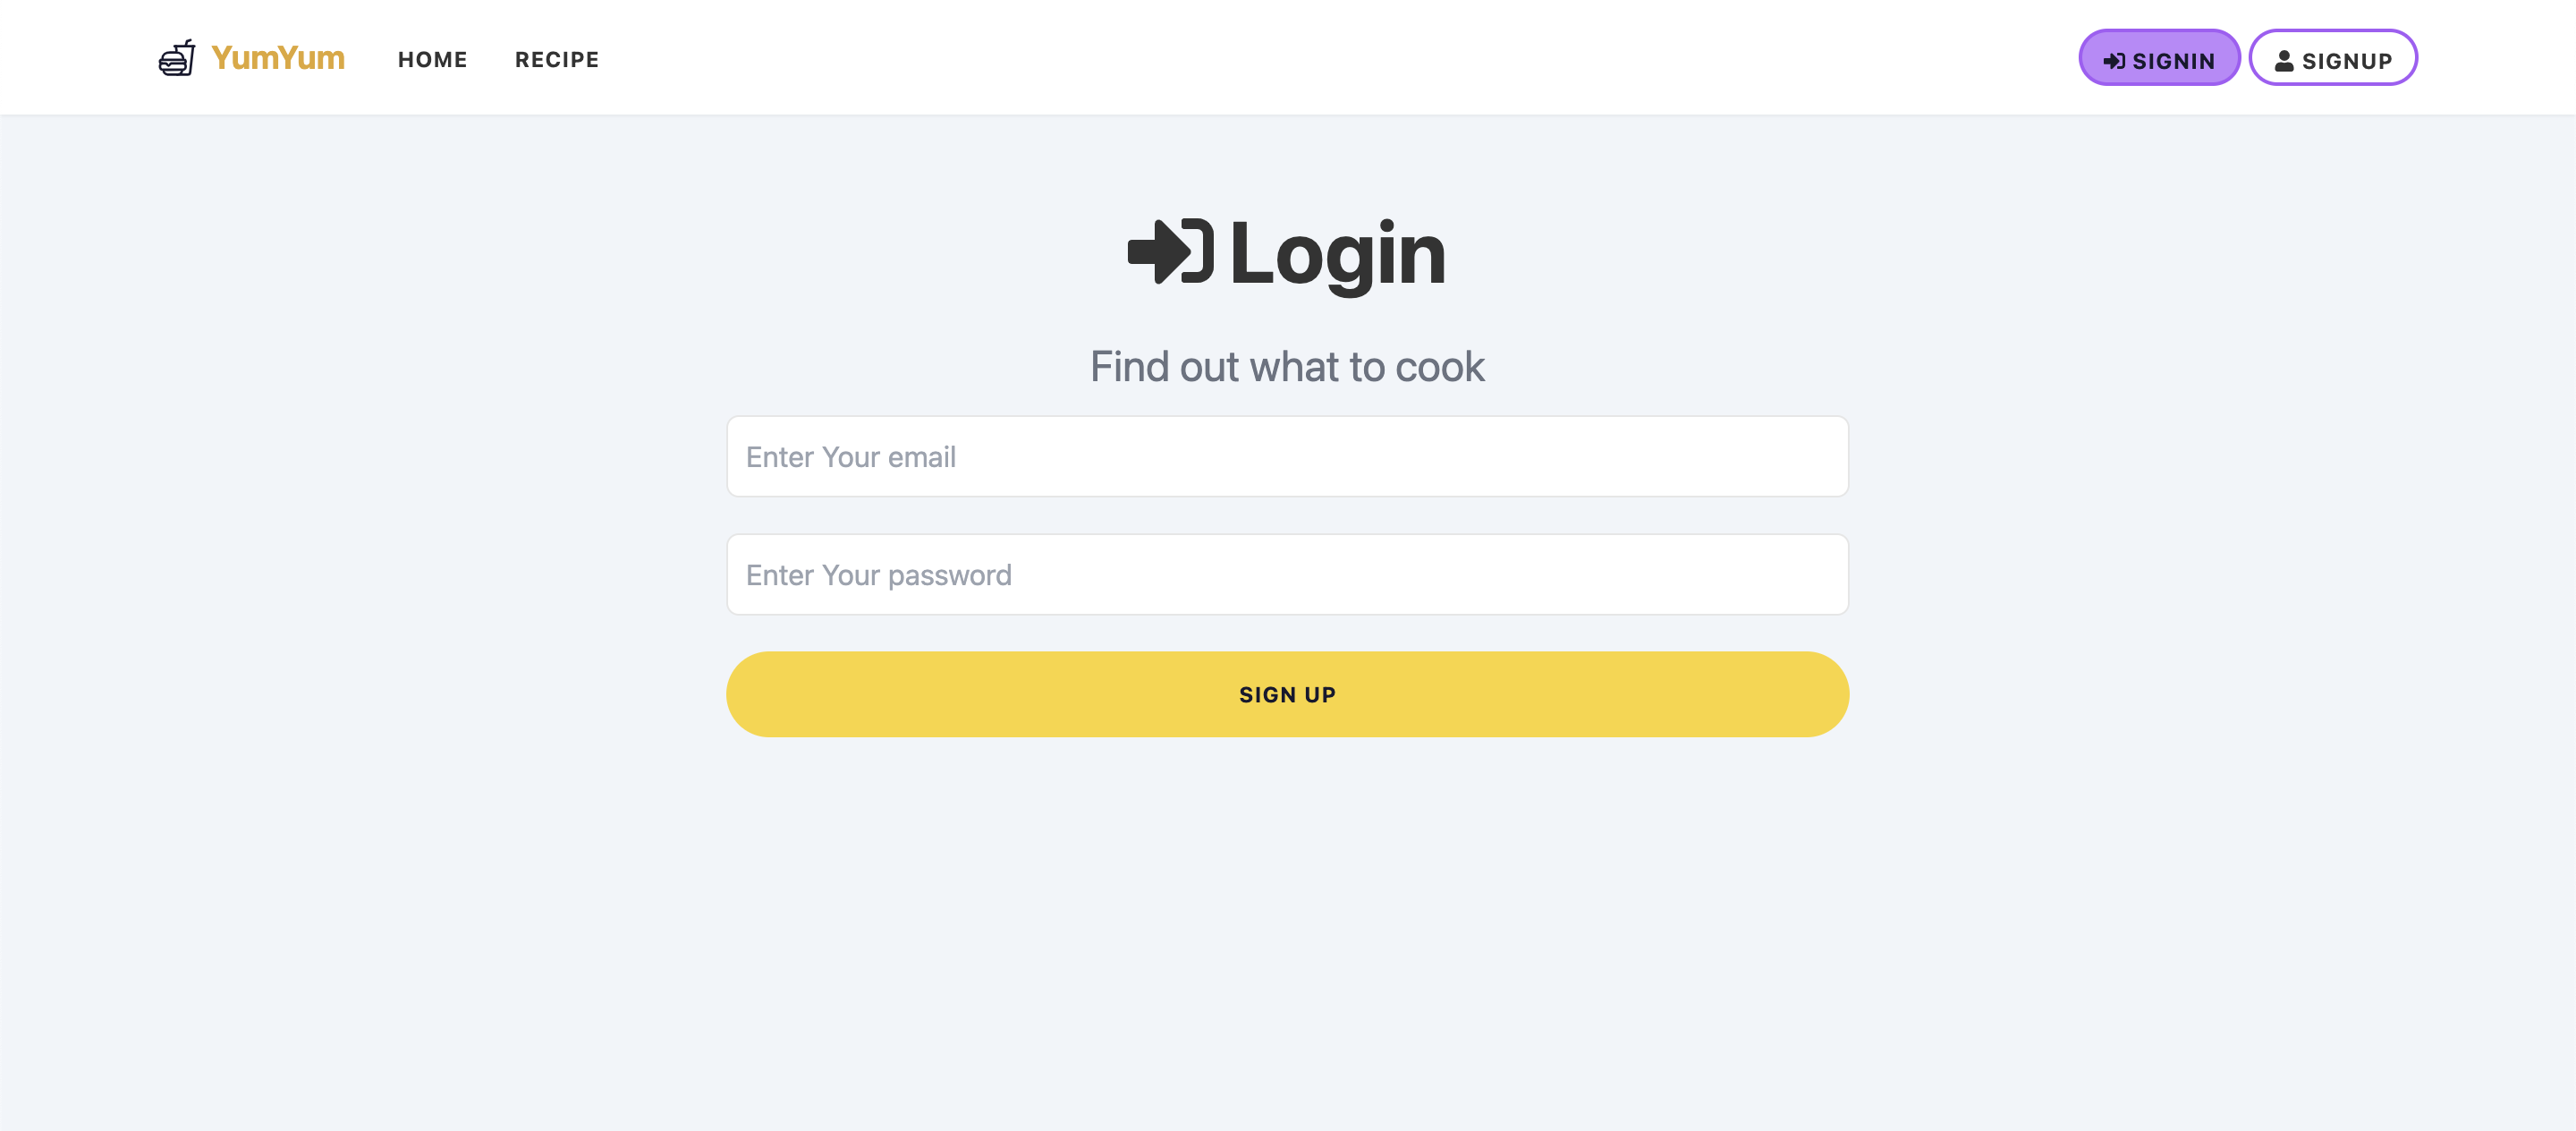 YumYum HOME RECIPE SIGNIN SIGNUP
Login
Find out what to cook
Enter Your email
Enter Your password
SIGN UP